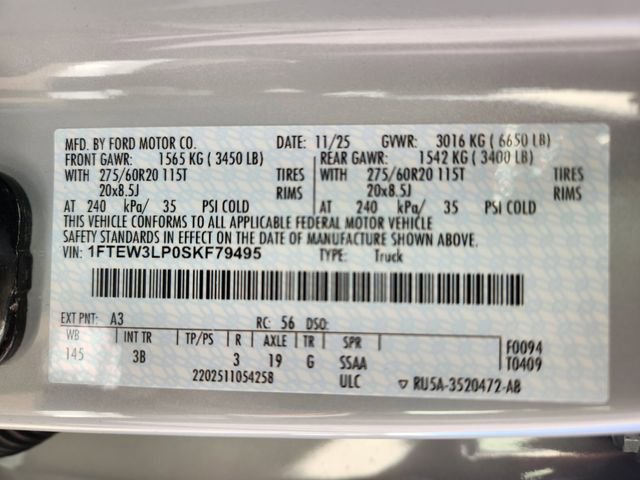 MFD. BY FORD MOTOR CO. DATE: 11/25 GVWR: 3016 KG ( 6650 LB)
FRONT GAWR: 1565 KG ( 3450 LB) REAR GAWR: 1542 KG ( 3400 LB)
WITH 275/60R20 115T TIRES WITH 275/60R20 115T TIRES
20x8.5J RIMS 20x8.5J RIMS
AT 240 kPa/ 35 PSI COLD AT 240 kPa/ 35 PSI COLD
THIS VEHICLE CONFORMS TO ALL APPLICABLE FEDERAL MOTOR VEHICLE
SAFETY STANDARDS IN EFFECT ON THE DATE OF MANUFACTURE SHOWN ABOVE.
VIN: 1FTEW3LP0SKF79495 TYPE: Truck
EXT PNT: A3 RC: 56 DSO:
WB INT TR TP/PS R AXLE TR SPR F0094
145 3B 3 19 G SSAA T0409
2202511054258 ULC RU5A-3520472-AB